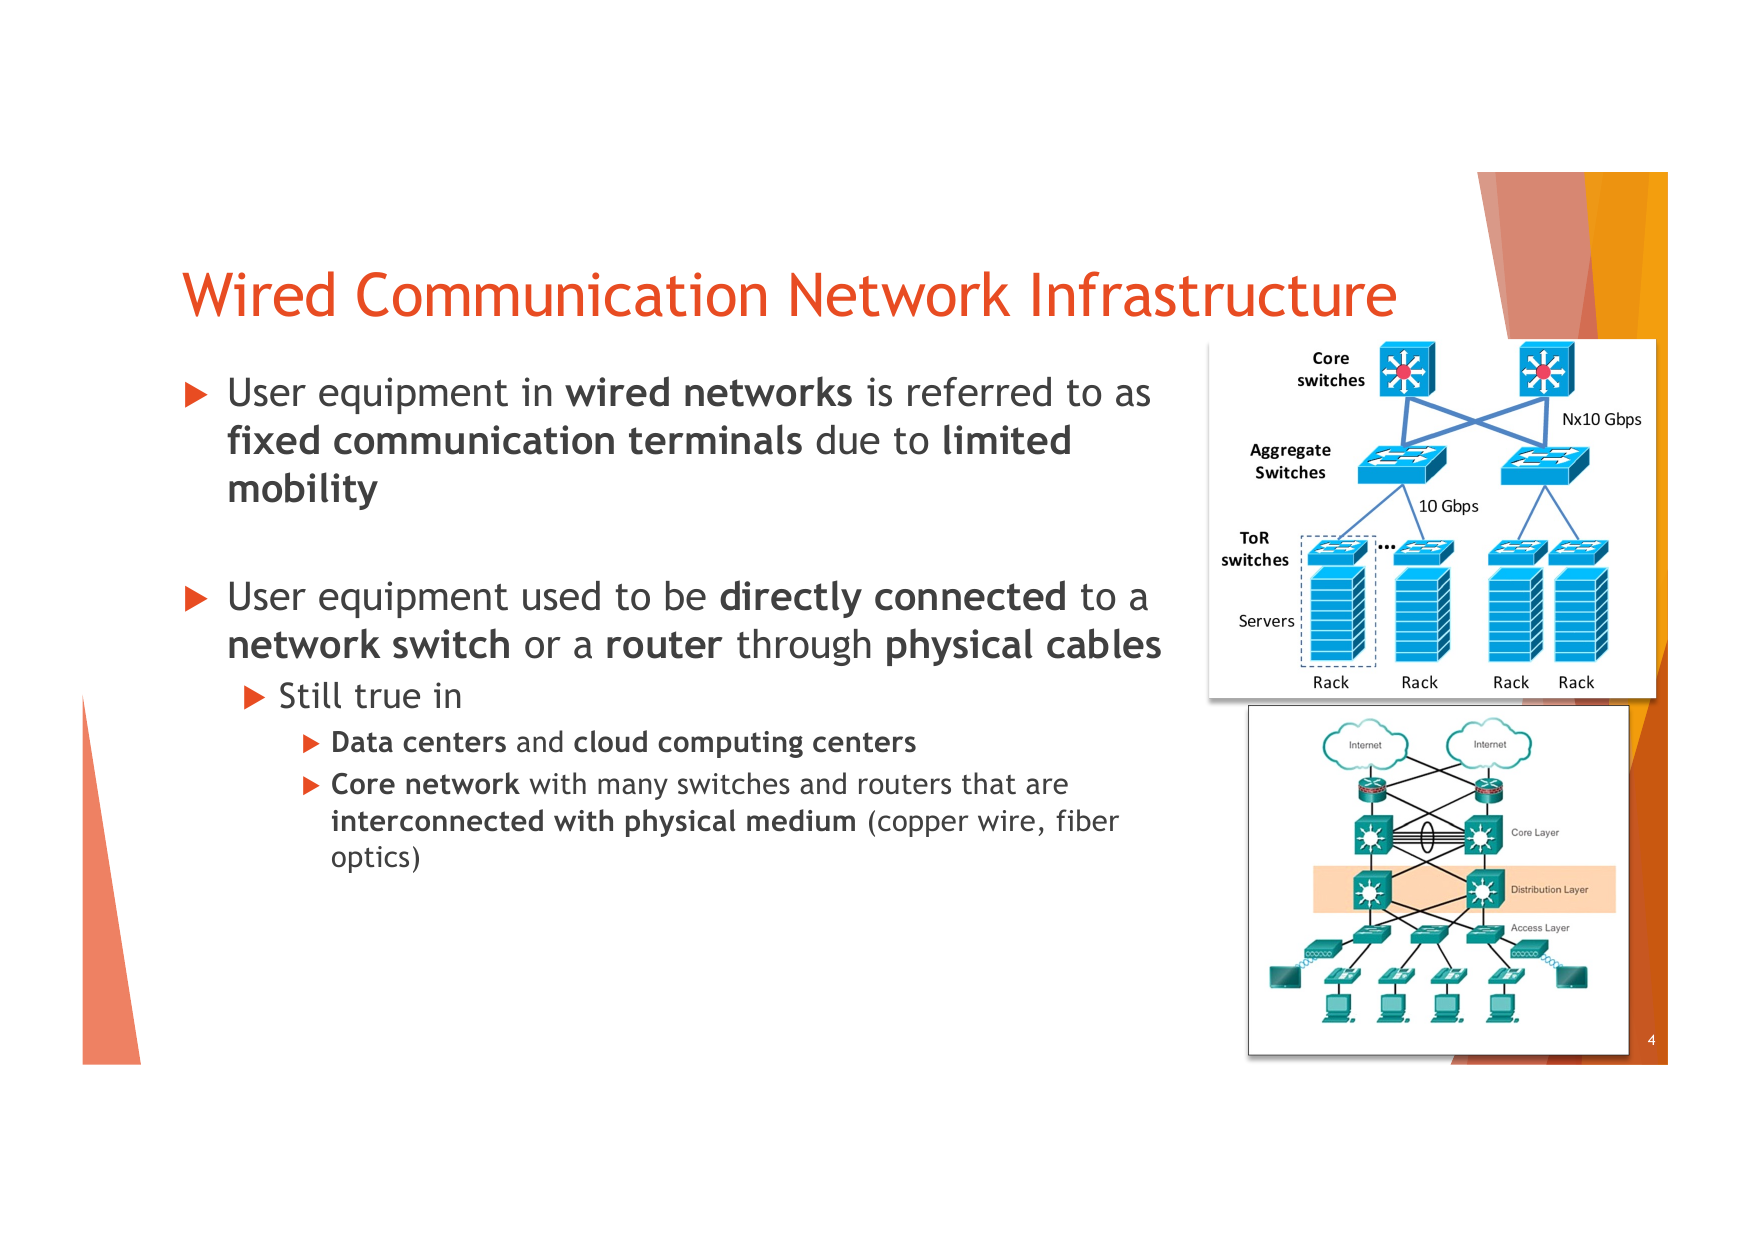 Wired Communication Network Infrastructure
User equipment in wired networks is referred to as
fixed communication terminals due to limited
mobility
User equipment used to be directly connected to a
network switch or a router through physical cables
Still true in
Data centers and cloud computing centers
Core network with many switches and routers that are
interconnected with physical medium (copper wire, fiber
optics)
Core
switches
Nx10 Gbps
Aggregate
Switches
10 Gbps
ToR
switches
...
Servers
Rack Rack Rack Rack
Internet Internet
Core Layer
Distribution Layer
Access Layer
4